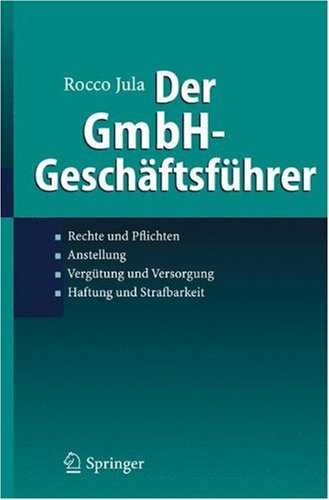 Rocco Jula
Der
GmbH-
Geschäftsführer
Rechte und Pflichten
Anstellung
Vergütung und Versorgung
Haftung und Strafbarkeit
Springer